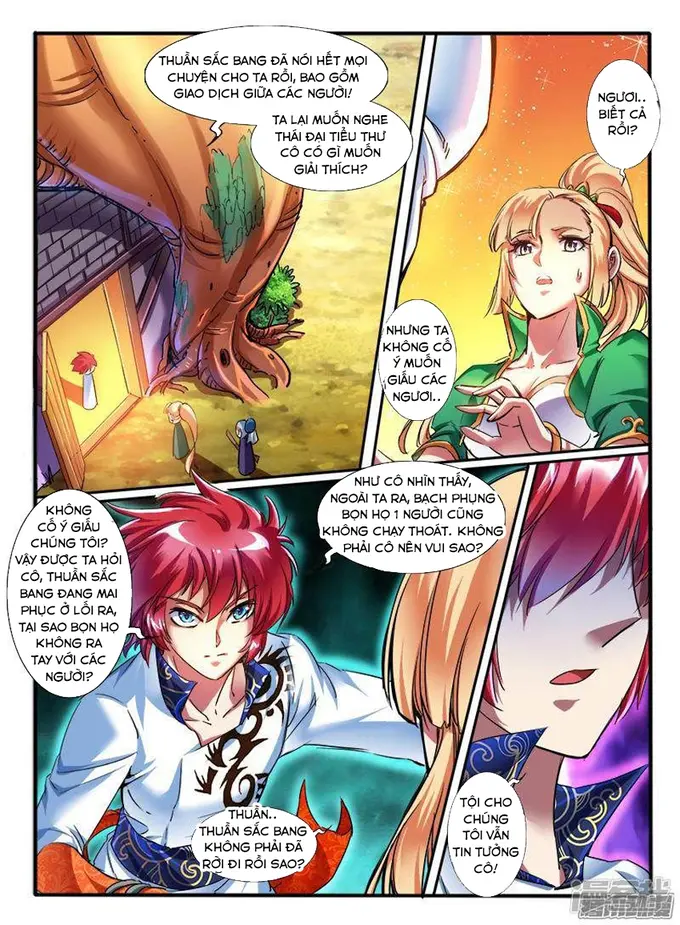 THUẦN SẮC BANG ĐÃ NÓI HẾT MỌI
CHUYỆN CHO TA RỒI, BAO GỒM
GIAO DỊCH GIỮA CÁC NGƯỜI!
TA LẠI MUỐN NGHE
THÁI ĐẠI TIỂU THƯ
CÔ CÓ GÌ MUỐN
GIẢI THÍCH?
NGƯƠI..
BIẾT CẢ
RỒI?
NHƯNG TA
KHÔNG CỐ
Ý MUỐN
GIẤU CÁC
NGƯƠI..
KHÔNG
CỐ Ý GIẤU
CHÚNG TÔI?
VẬY ĐƯỢC TA HỎI
CÔ, THUẦN SẮC
BANG ĐANG MAI
PHỤC Ở LỐI RA,
TẠI SAO BỌN HỌ
KHÔNG RA
TAY VỚI CÁC
NGƯỜI?
NHƯ CÔ NHÌN THẤY,
NGOÀI TA RA, BẠCH PHỤNG
BỌN HỌ 1 NGƯỜI CŨNG
KHÔNG CHẠY THOÁT. KHÔNG
PHẢI CÔ NÊN VUI SAO?
THUẦN..
THUẦN SẮC BANG
KHÔNG PHẢI ĐÃ
RỜI ĐI RỒI SAO?
TỘI CHO
CHÚNG
TÔI VẪN
TIN TƯỞNG
CÔ!